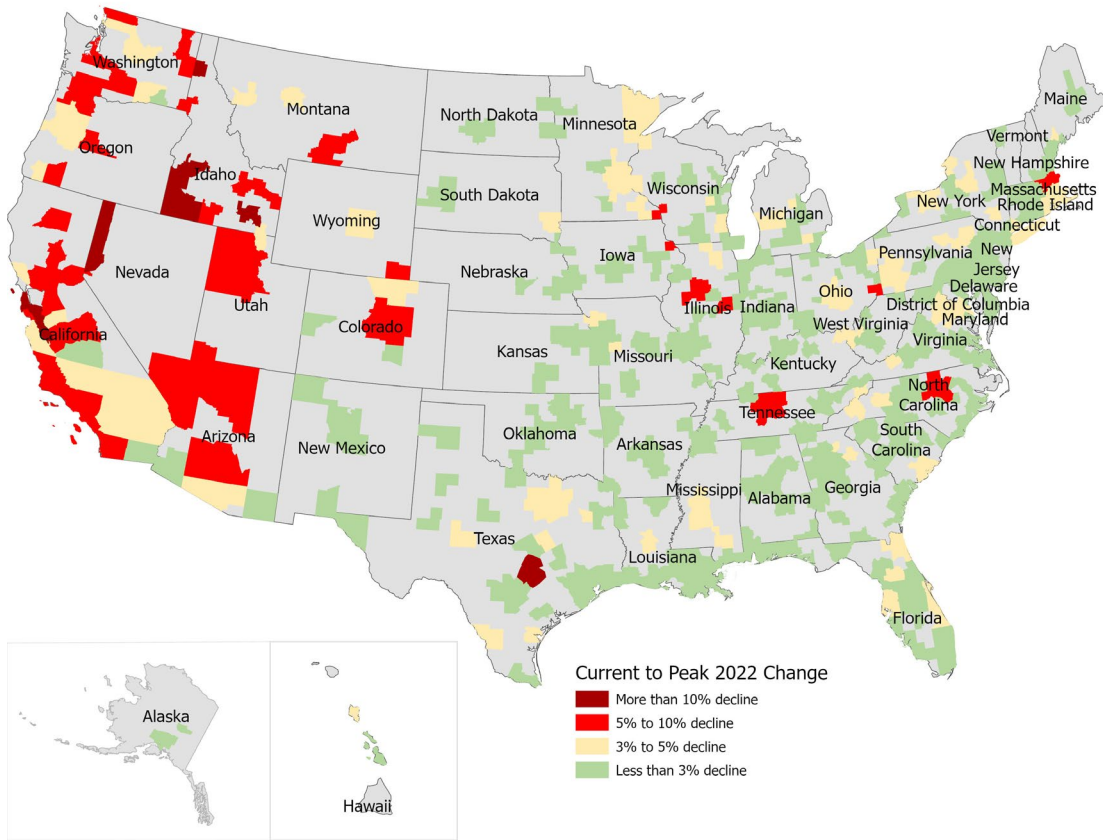 Maine
Washington
Montana
North Dakota
Minnesota
Vermont
Oregon
Idaho
New Hampshire
South Dakota
Wisconsin
Massachusetts
New York
Rhode Island
Wyoming
Michigan
Connecticut
Iowa
Pennsylvania
New
Jersey
Nevada
Nebraska
Ohio
Delaware
Utah
Illinois
Indiana
District of Columbia
Maryland
California
Colorado
West Virginia
Virginia
Kansas
Missouri
Kentucky
North
Carolina
Tennessee
Arizona
New Mexico
Oklahoma
Arkansas
South
Carolina
Mississippi
Alabama
Georgia
Texas
Louisiana
Florida
Current to Peak 2022 Change
More than 10% decline
5% to 10% decline
3% to 5% decline
Less than 3% decline
Alaska
Hawaii